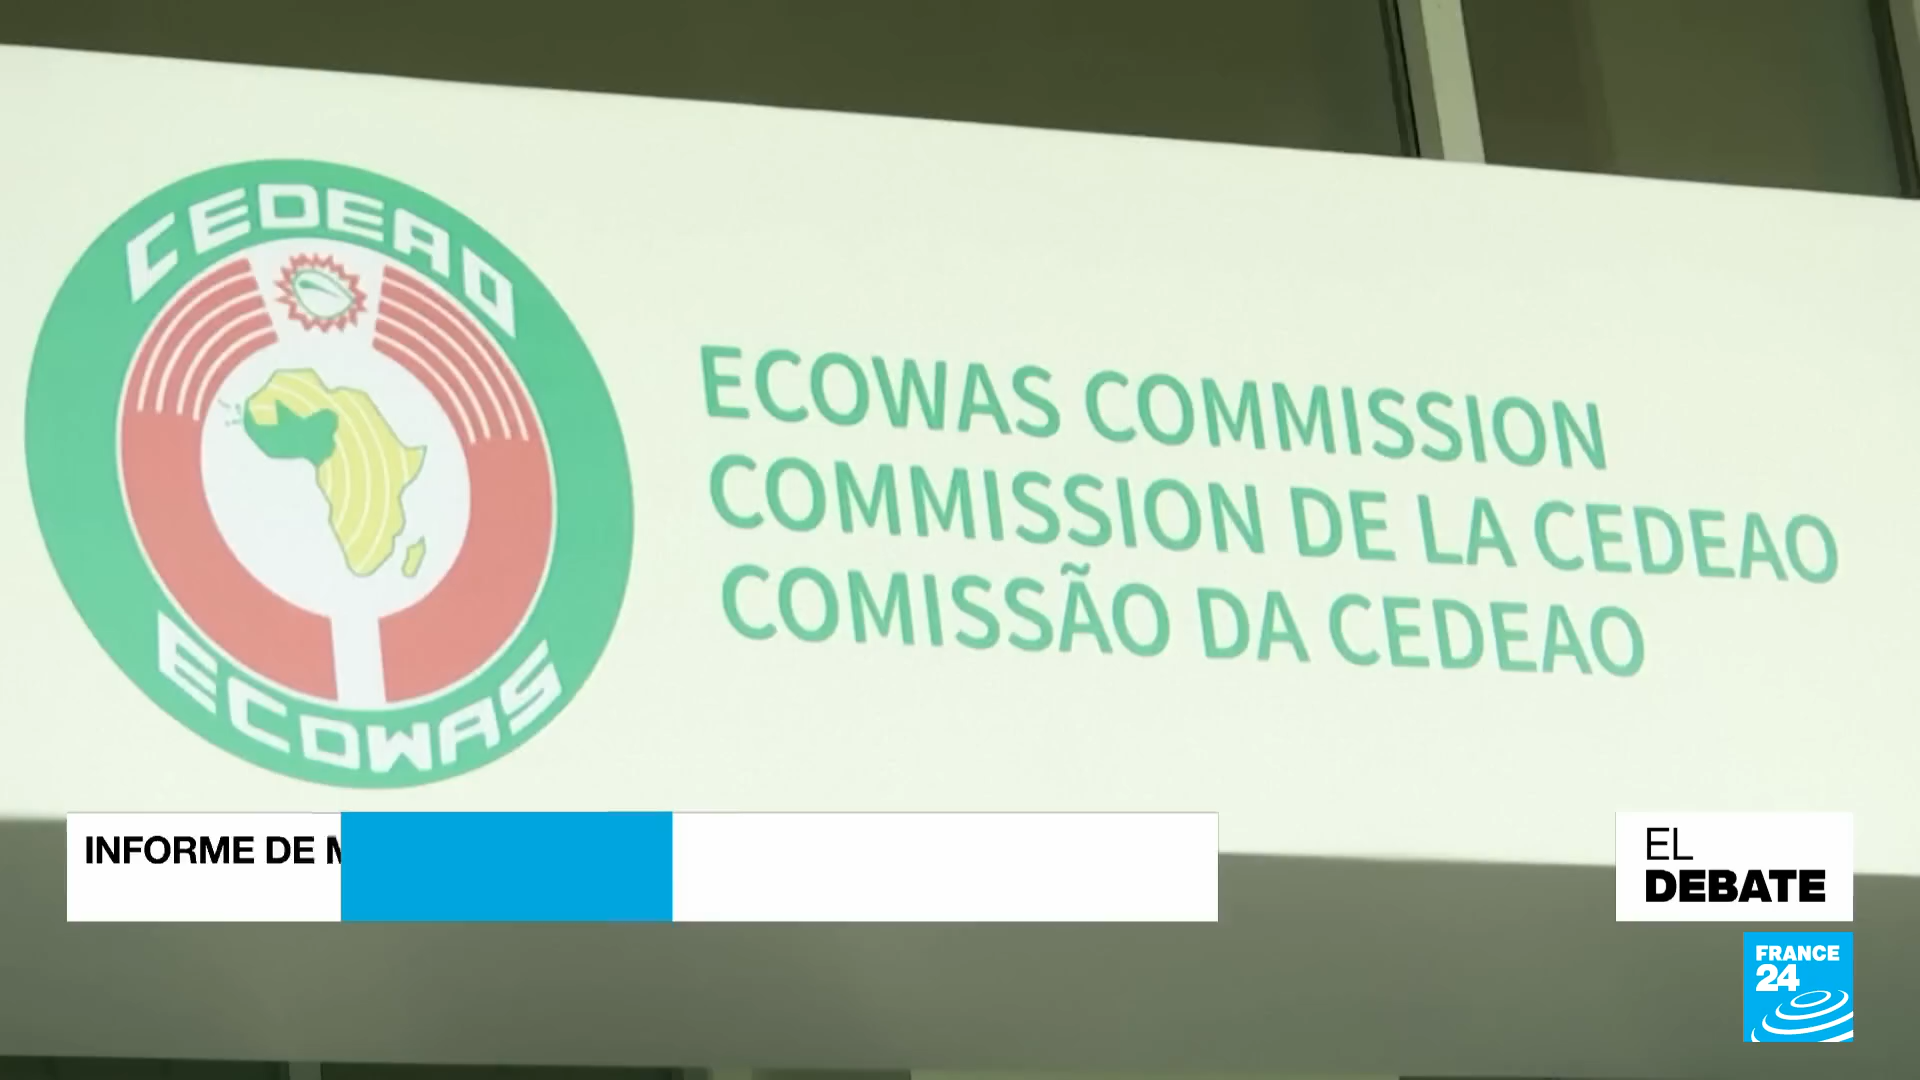 CEDEAO
ECOWAS
ECOWAS COMMISSION
COMMISSION DE LA CEDEAO
COMISSÃO DA CEDEAO
INFORME DE
EL
DEBATE
FRANCE
24